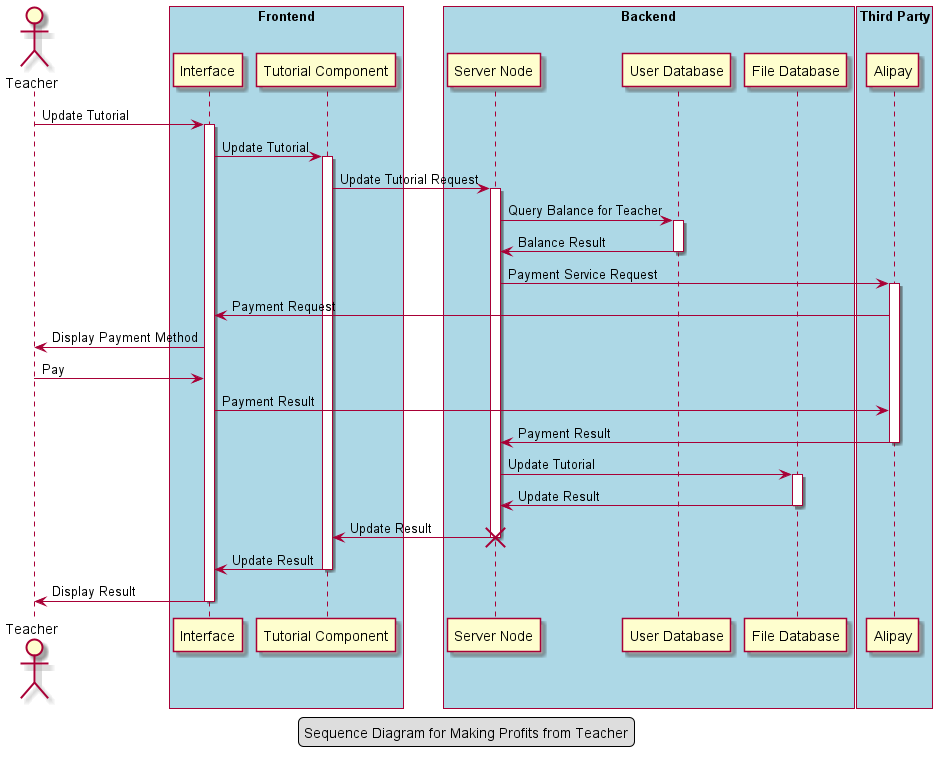 Frontend
Backend
Third Party
Teacher
Interface
Tutorial Component
Server Node
User Database
File Database
Alipay
Update Tutorial
Update Tutorial
Update Tutorial Request
Query Balance for Teacher
Balance Result
Payment Service Request
Payment Request
Display Payment Method
Pay
Payment Result
Payment Result
Update Tutorial
Update Result
Update Result
Update Result
Display Result
Teacher
Interface
Tutorial Component
Server Node
User Database
File Database
Alipay
Sequence Diagram for Making Profits from Teacher